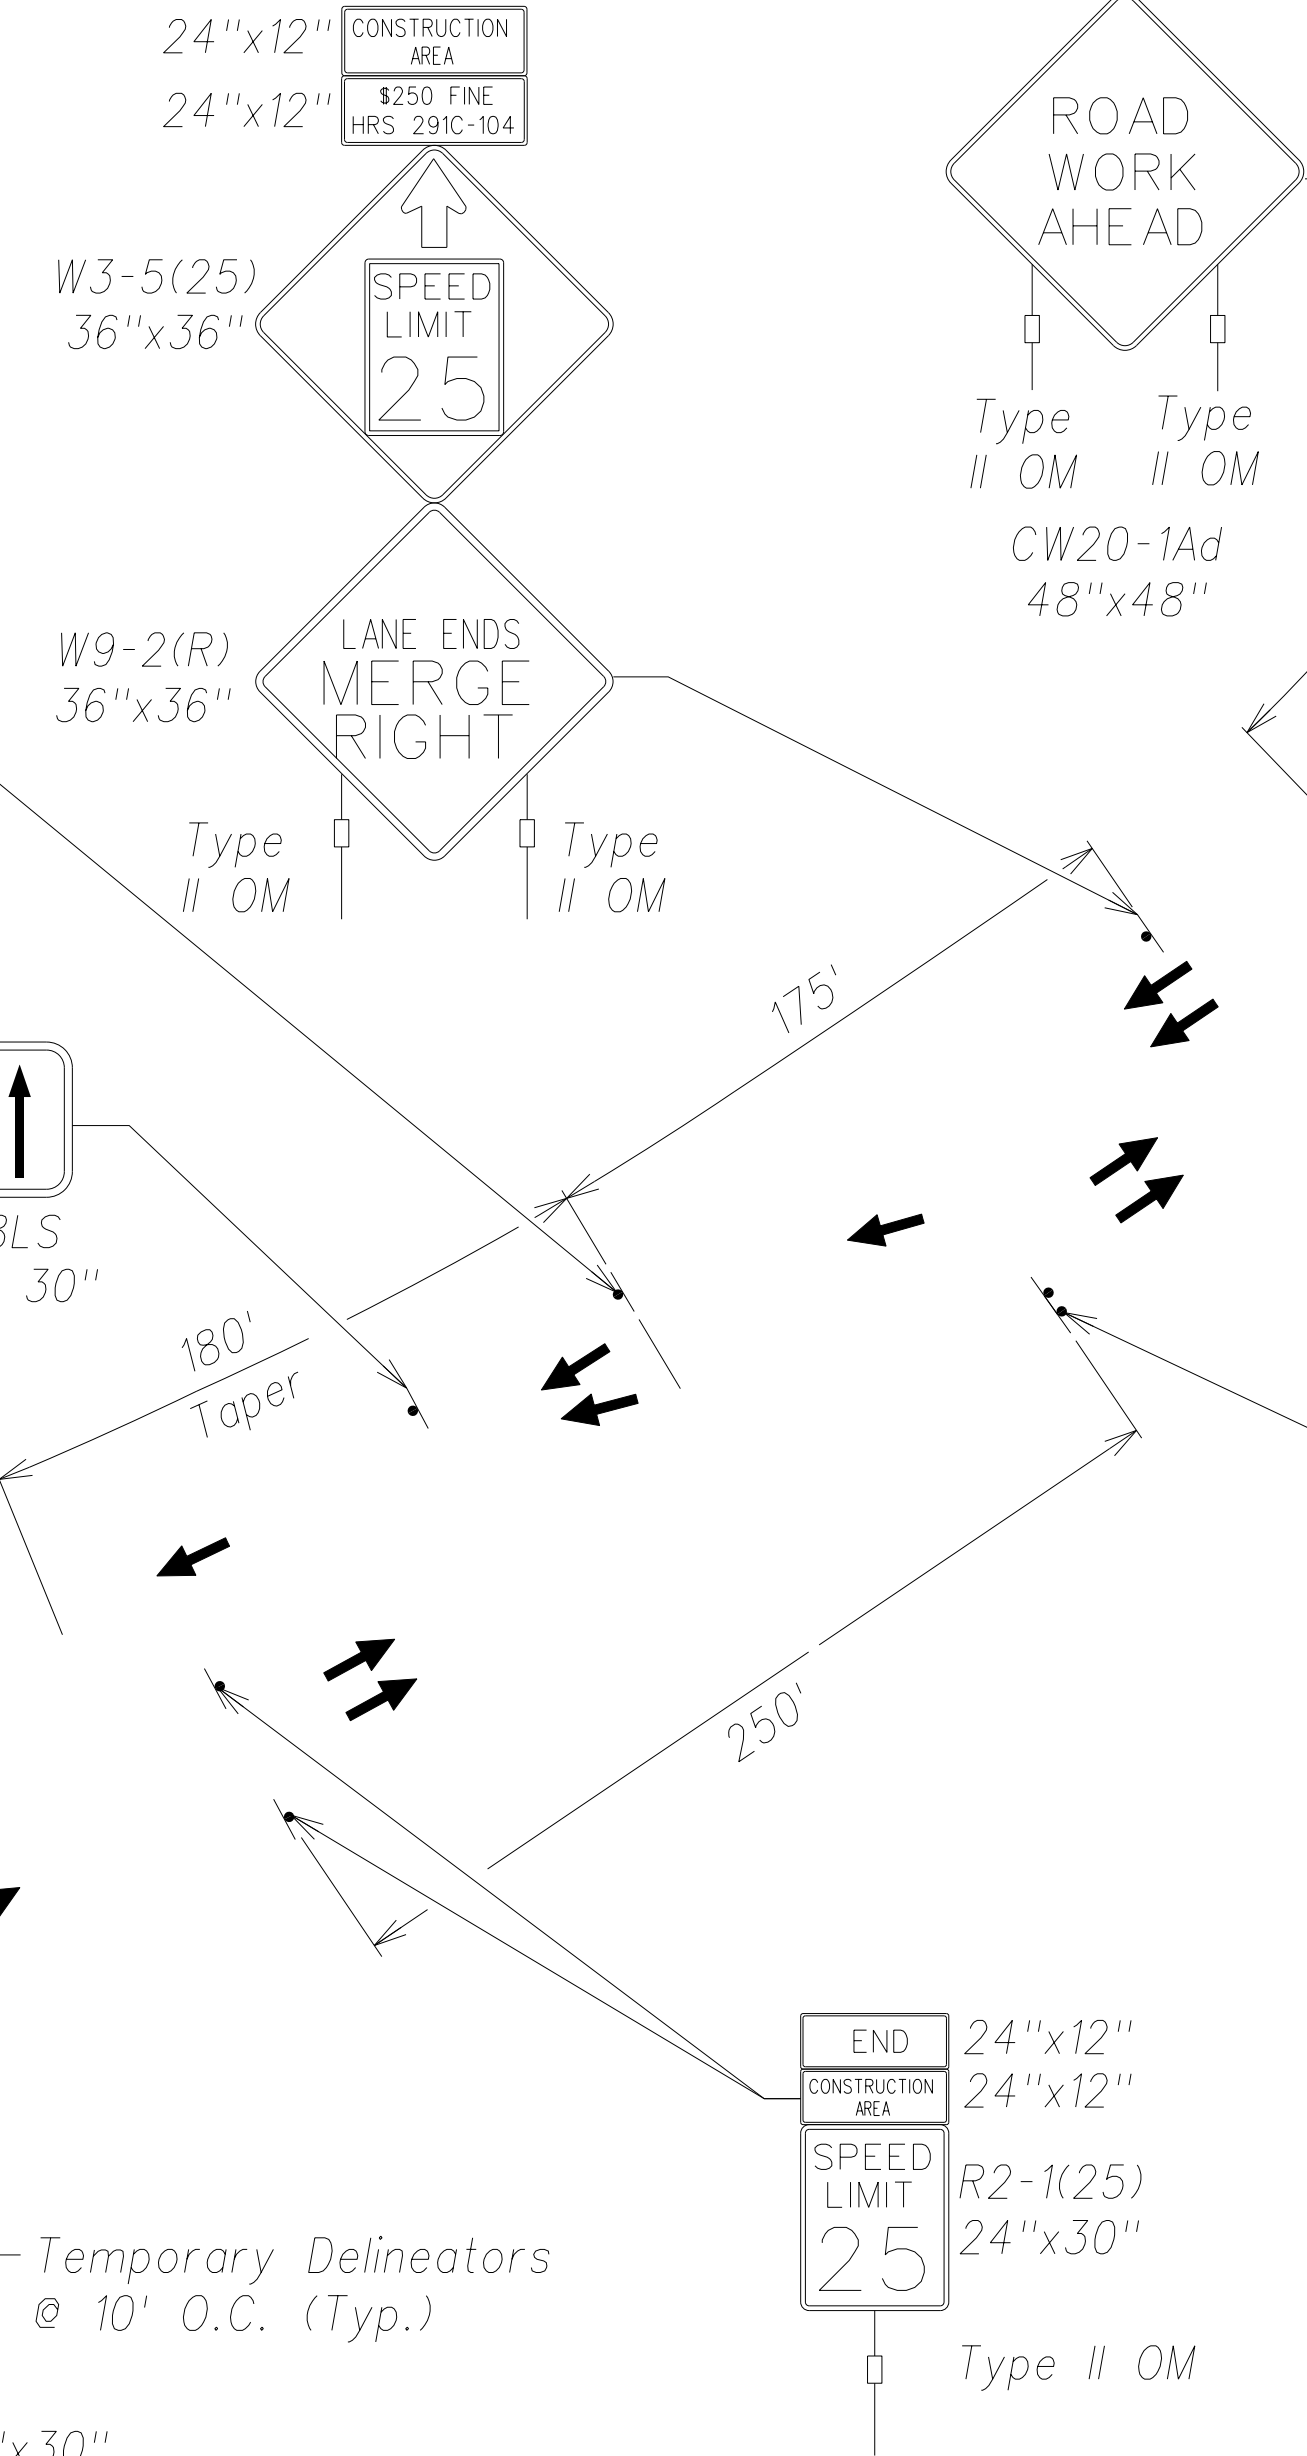 24"x12"
CONSTRUCTION
AREA
24"x12"
$250 FINE
HRS 291C-104
ROAD
WORK
AHEAD
W3-5(25)
36"x36"
SPEED
LIMIT
25
Type
II OM
Type
II OM
CW20-1Ad
48"x48"
W9-2(R)
36"x36"
LANE ENDS
MERGE
RIGHT
Type
II OM
Type
II OM
175'
30"
180'
Taper
250'
END
24"x12"
CONSTRUCTION
AREA
24"x12"
SPEED
LIMIT
25
R2-1(25)
24"x30"
Temporary Delineators
@ 10' O.C. (Typ.)
Type II OM